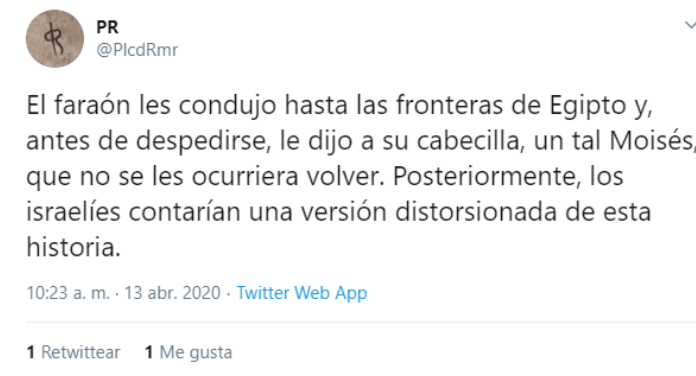 PR
@PlcdRmr
El faraón les condujo hasta las fronteras de Egipto y,
antes de despedirse, le dijo a su cabecilla, un tal Moisés,
que no se les ocurriera volver. Posteriormente, los
israelíes contarían una versión distorsionada de esta
historia.
10:23 a. m. · 13 abr. 2020 · Twitter Web App
1 Retwittear 1 Me gusta